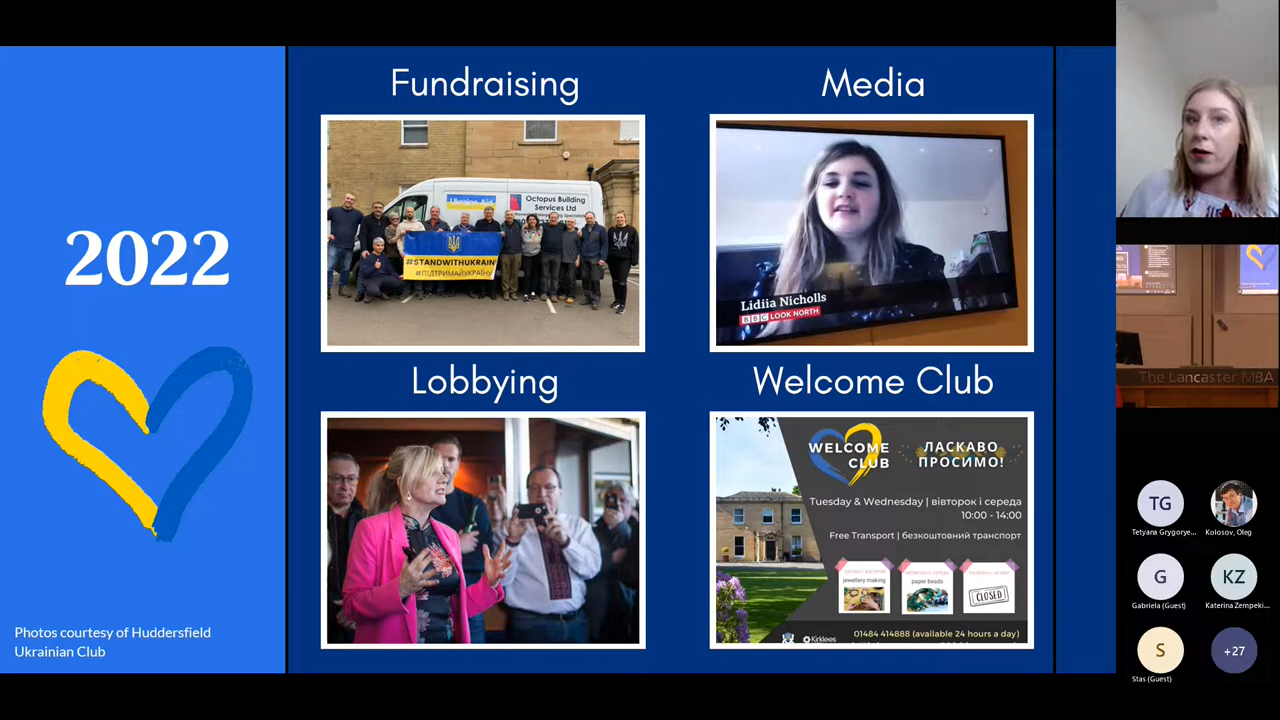 2022
Photos courtesy of Huddersfield
Ukrainian Club
Fundraising
Ukraine Aid
Octopus Building
Services Ltd
#STANDWITHUKRAIN
#ПІДТРИМАЙУКРАЇНУ
Media
Lidiia Nicholls
BBC LOOK NORTH
Lobbying
Welcome Club
WELCOME
CLUB
ЛАСКАВО
ПРОСИМО!
Tuesday & Wednesday | вівторок і середа
10:00 - 14:00
Free Transport | безкоштовний транспорт
jewellery making
paper beads
CLOSED
01484 414888 (available 24 hours a day)
Kirklees
The Lancaster MBA
TG
Tetyana Grygorye...
Kolosov, Oleg
G
Gabriela (Guest)
KZ
Katerina Zempeki...
S
Stas (Guest)
+27